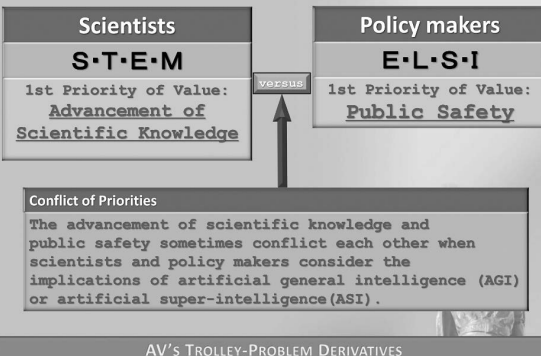 Scientists
S▪T▪E▪M
1st Priority of Value:
Advancement of
Scientific Knowledge
versus
Policy makers
E▪L▪S▪I
1st Priority of Value:
Public Safety
Conflict of Priorities
The advancement of scientific knowledge and
public safety sometimes conflict each other when
scientists and policy makers consider the
implications of artificial general intelligence (AGI)
or artificial super-intelligence(ASI).
AV'S TROLLEY-PROBLEM DERIVATIVES